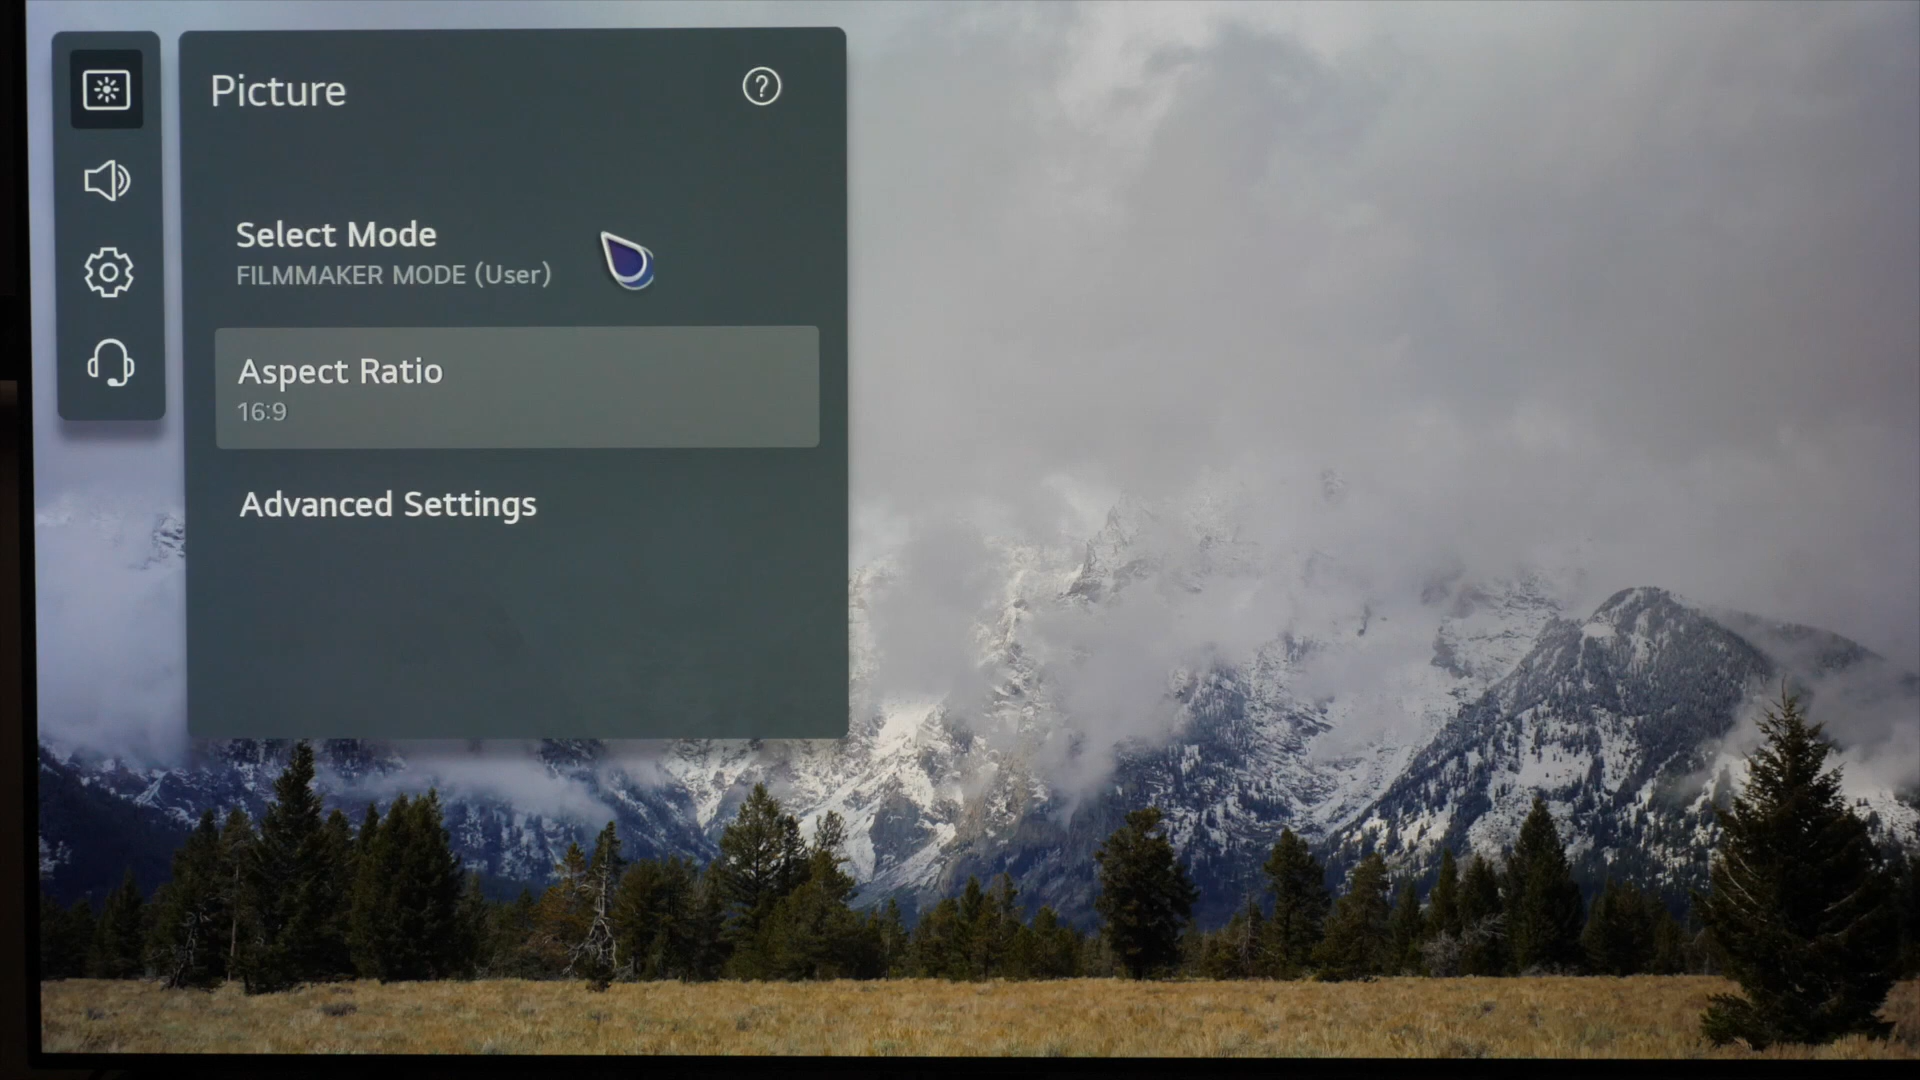 Picture
?
Select Mode
FILMMAKER MODE (User)
Aspect Ratio
16:9
Advanced Settings